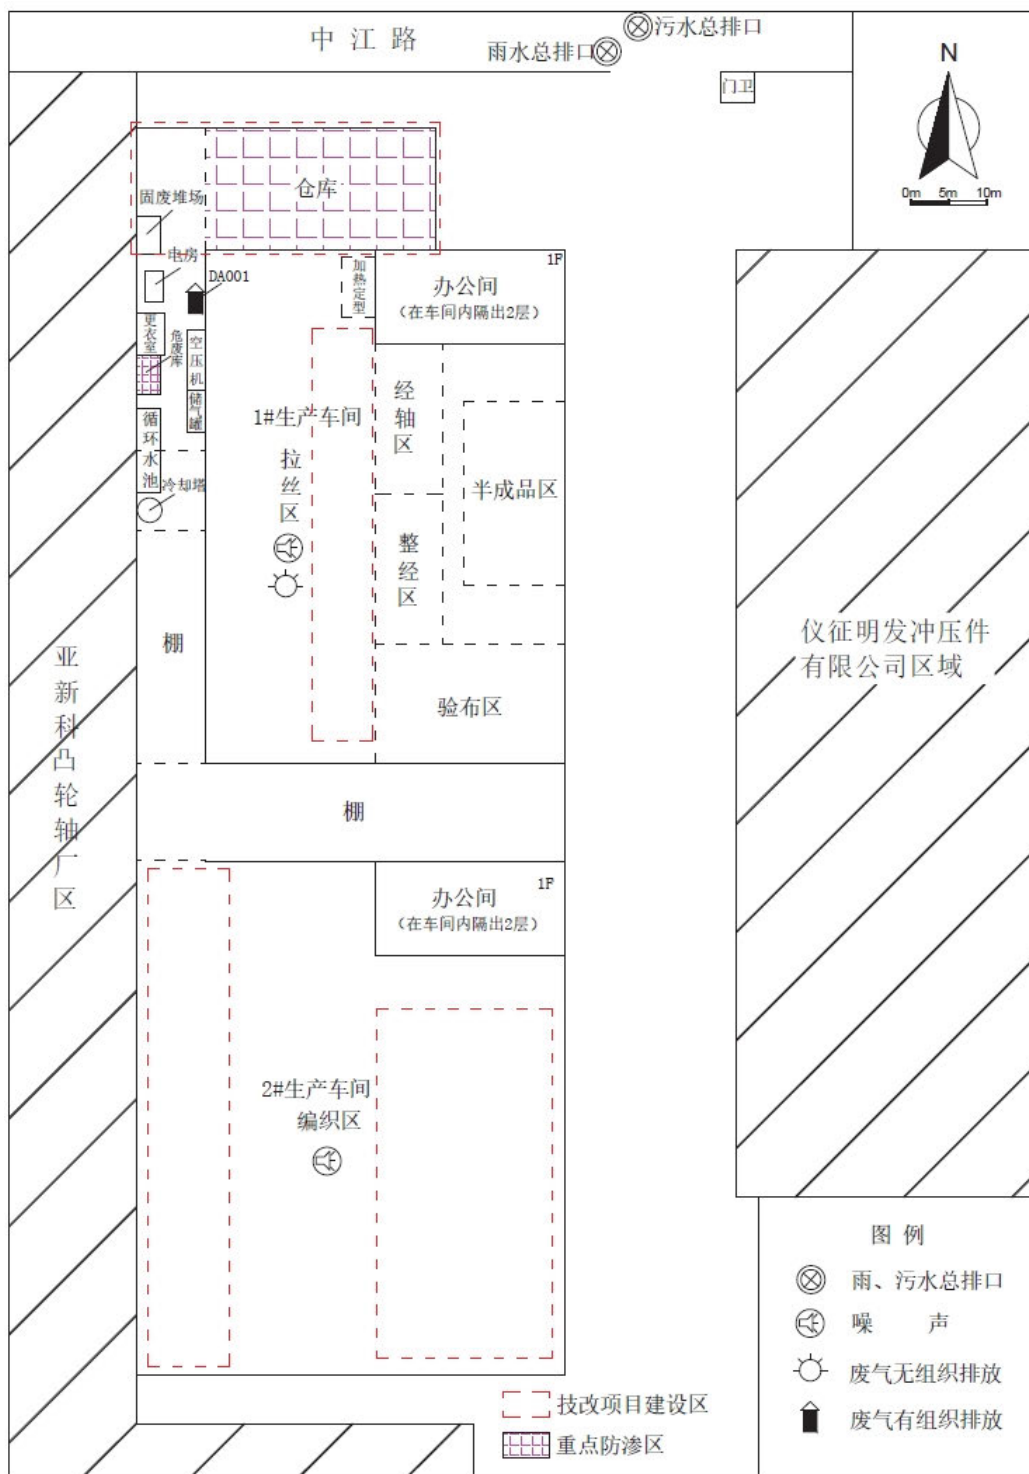 中江路
污水总排口
雨水总排口
门卫
N
0m 5m 10m
固废堆场
仓库
电房
DA001
加热定型
1F
办公间
(在车间内隔出2层)
更衣室
危废库
空压机
储气罐
循环水池
冷却塔
1#生产车间
拉丝区
经轴区
半成品区
整经区
验布区
棚
亚新科凸轮轴厂区
仪征明发冲压件
有限公司区域
棚
1F
办公间
(在车间内隔出2层)
2#生产车间
编织区
图例
雨、污水总排口
噪声
废气无组织排放
废气有组织排放
技改项目建设区
重点防渗区